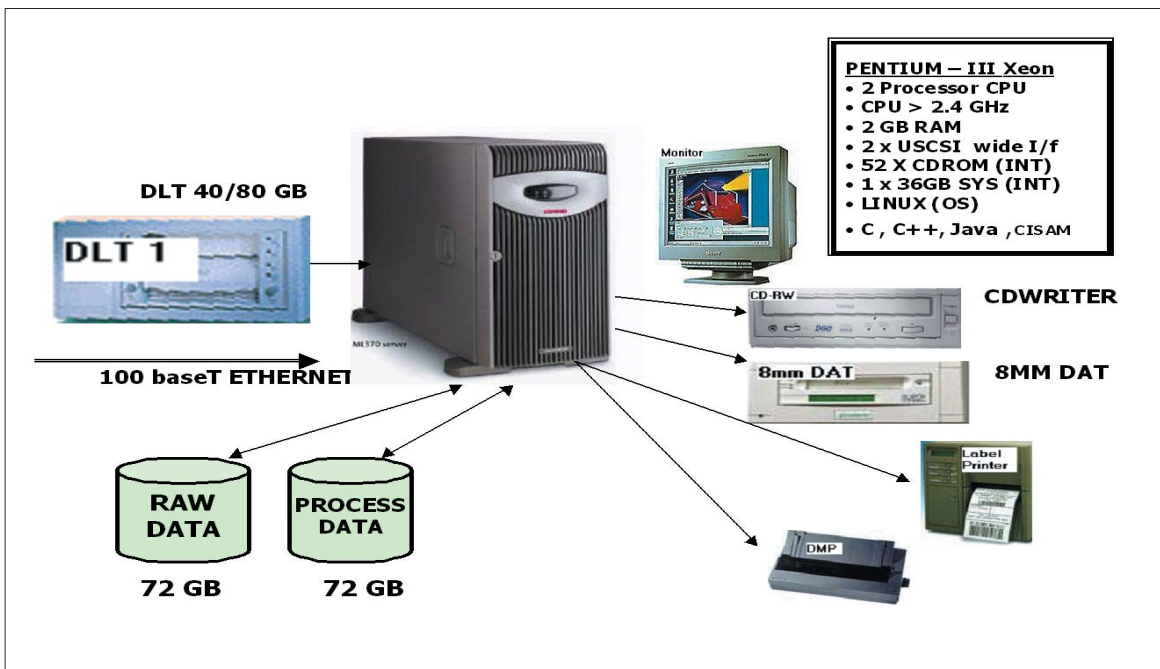 PENTIUM – III Xeon
• 2 Processor CPU
• CPU > 2.4 GHz
• 2 GB RAM
• 2 x USCSI wide I/f
• 52 X CDROM (INT)
• 1 x 36GB SYS (INT)
• LINUX (OS)
• C , C++, Java ,CISAM
Monitor
DLT 40/80 GB
DLT 1
ML370 server
CD-RW
CDWRITER
100 baseT ETHERNET
8mm DAT
8MM DAT
Label
Printer
RAW
DATA
PROCESS
DATA
DMP
72 GB
72 GB